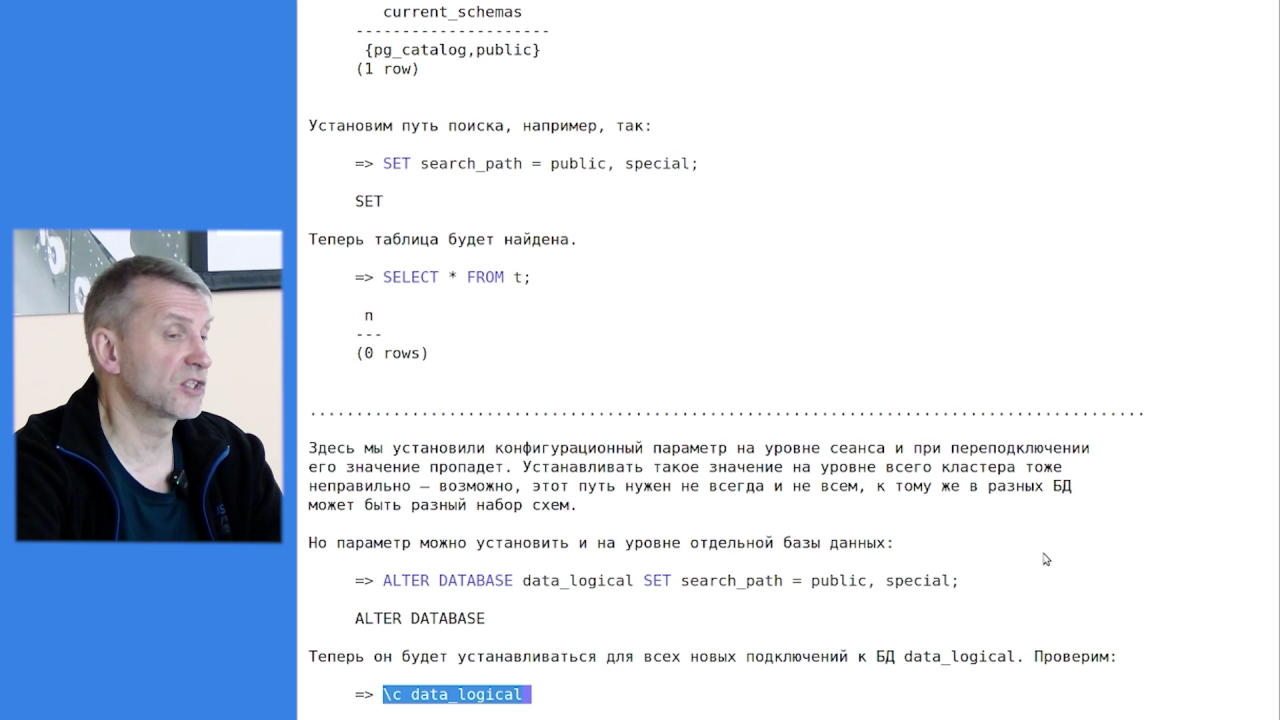 current_schemas
---------------------
{pg_catalog,public}
(1 row)
Установим путь поиска, например, так:
=> SET search_path = public, special;
SET
Теперь таблица будет найдена.
=> SELECT * FROM t;
n
---
(0 rows)
..........................................................................................
Здесь мы установили конфигурационный параметр на уровне сеанса и при переподключении
его значение пропадет. Устанавливать такое значение на уровне всего кластера тоже
неправильно – возможно, этот путь нужен не всегда и не всем, к тому же в разных БД
может быть разный набор схем.
Но параметр можно установить и на уровне отдельной базы данных:
=> ALTER DATABASE data_logical SET search_path = public, special;
ALTER DATABASE
Теперь он будет устанавливаться для всех новых подключений к БД data_logical. Проверим:
=> \c data_logical